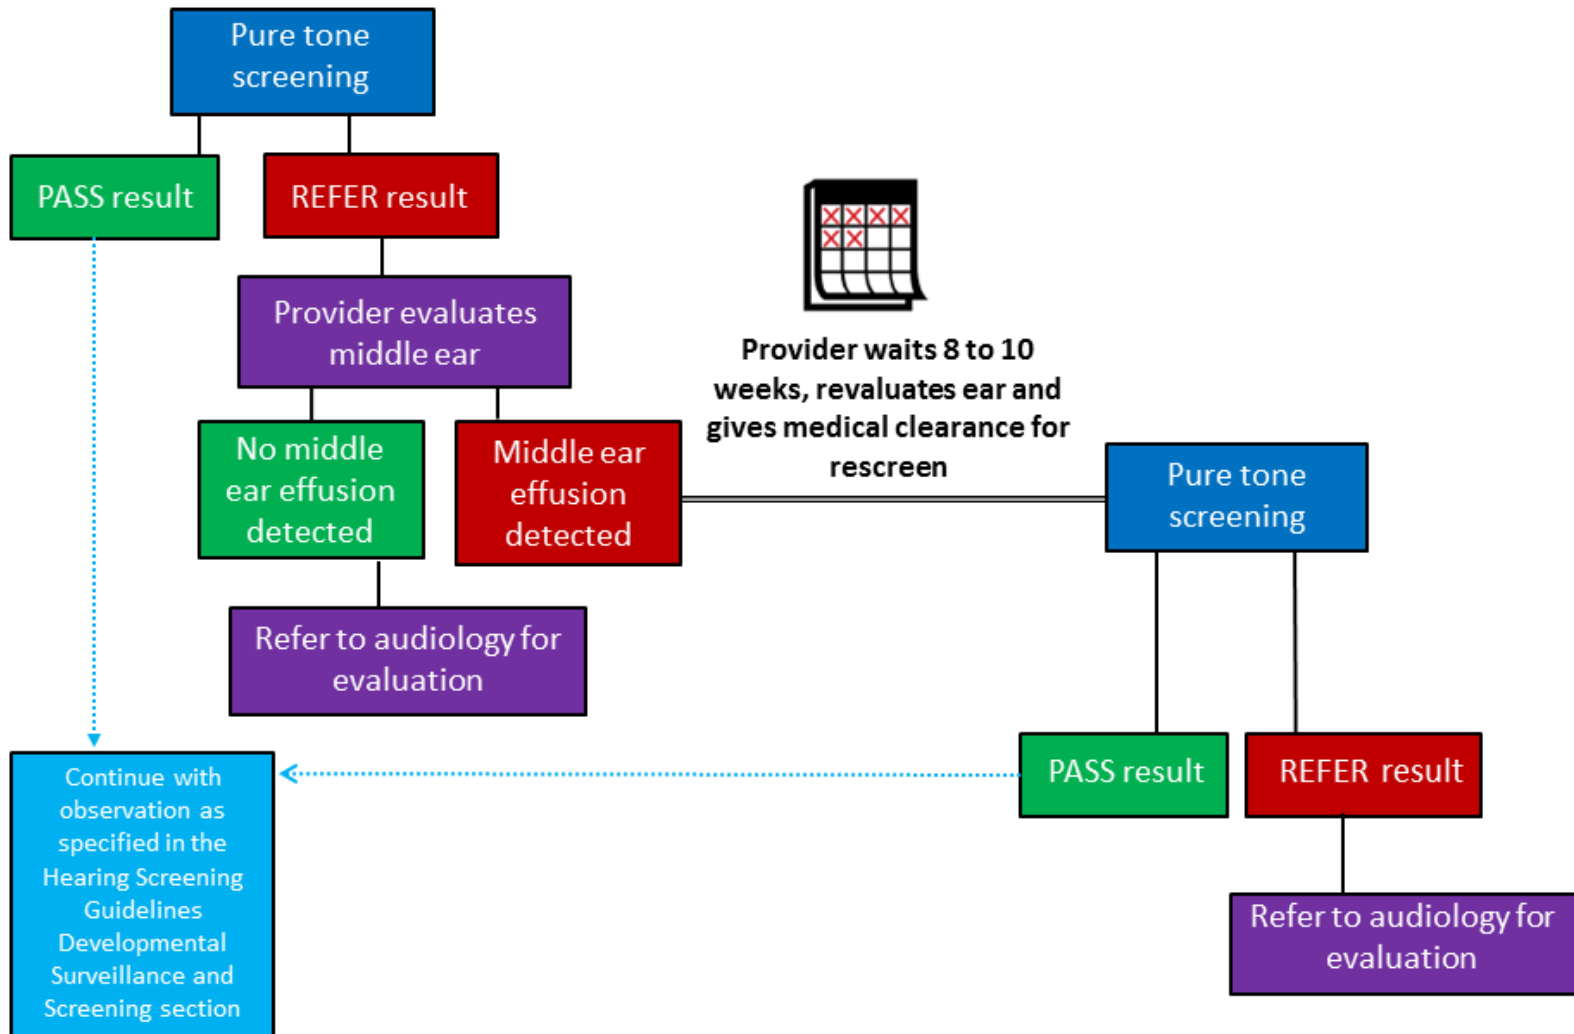 Pure tone
screening
PASS result
REFER result
Provider evaluates
middle ear
No middle
ear effusion
detected
Middle ear
effusion
detected
Refer to audiology for
evaluation
Provider waits 8 to 10
weeks, revaluates ear and
gives medical clearance for
rescreen
Pure tone
screening
PASS result
REFER result
Refer to audiology for
evaluation
Continue with
observation as
specified in the
Hearing Screening
Guidelines
Developmental
Surveillance and
Screening section